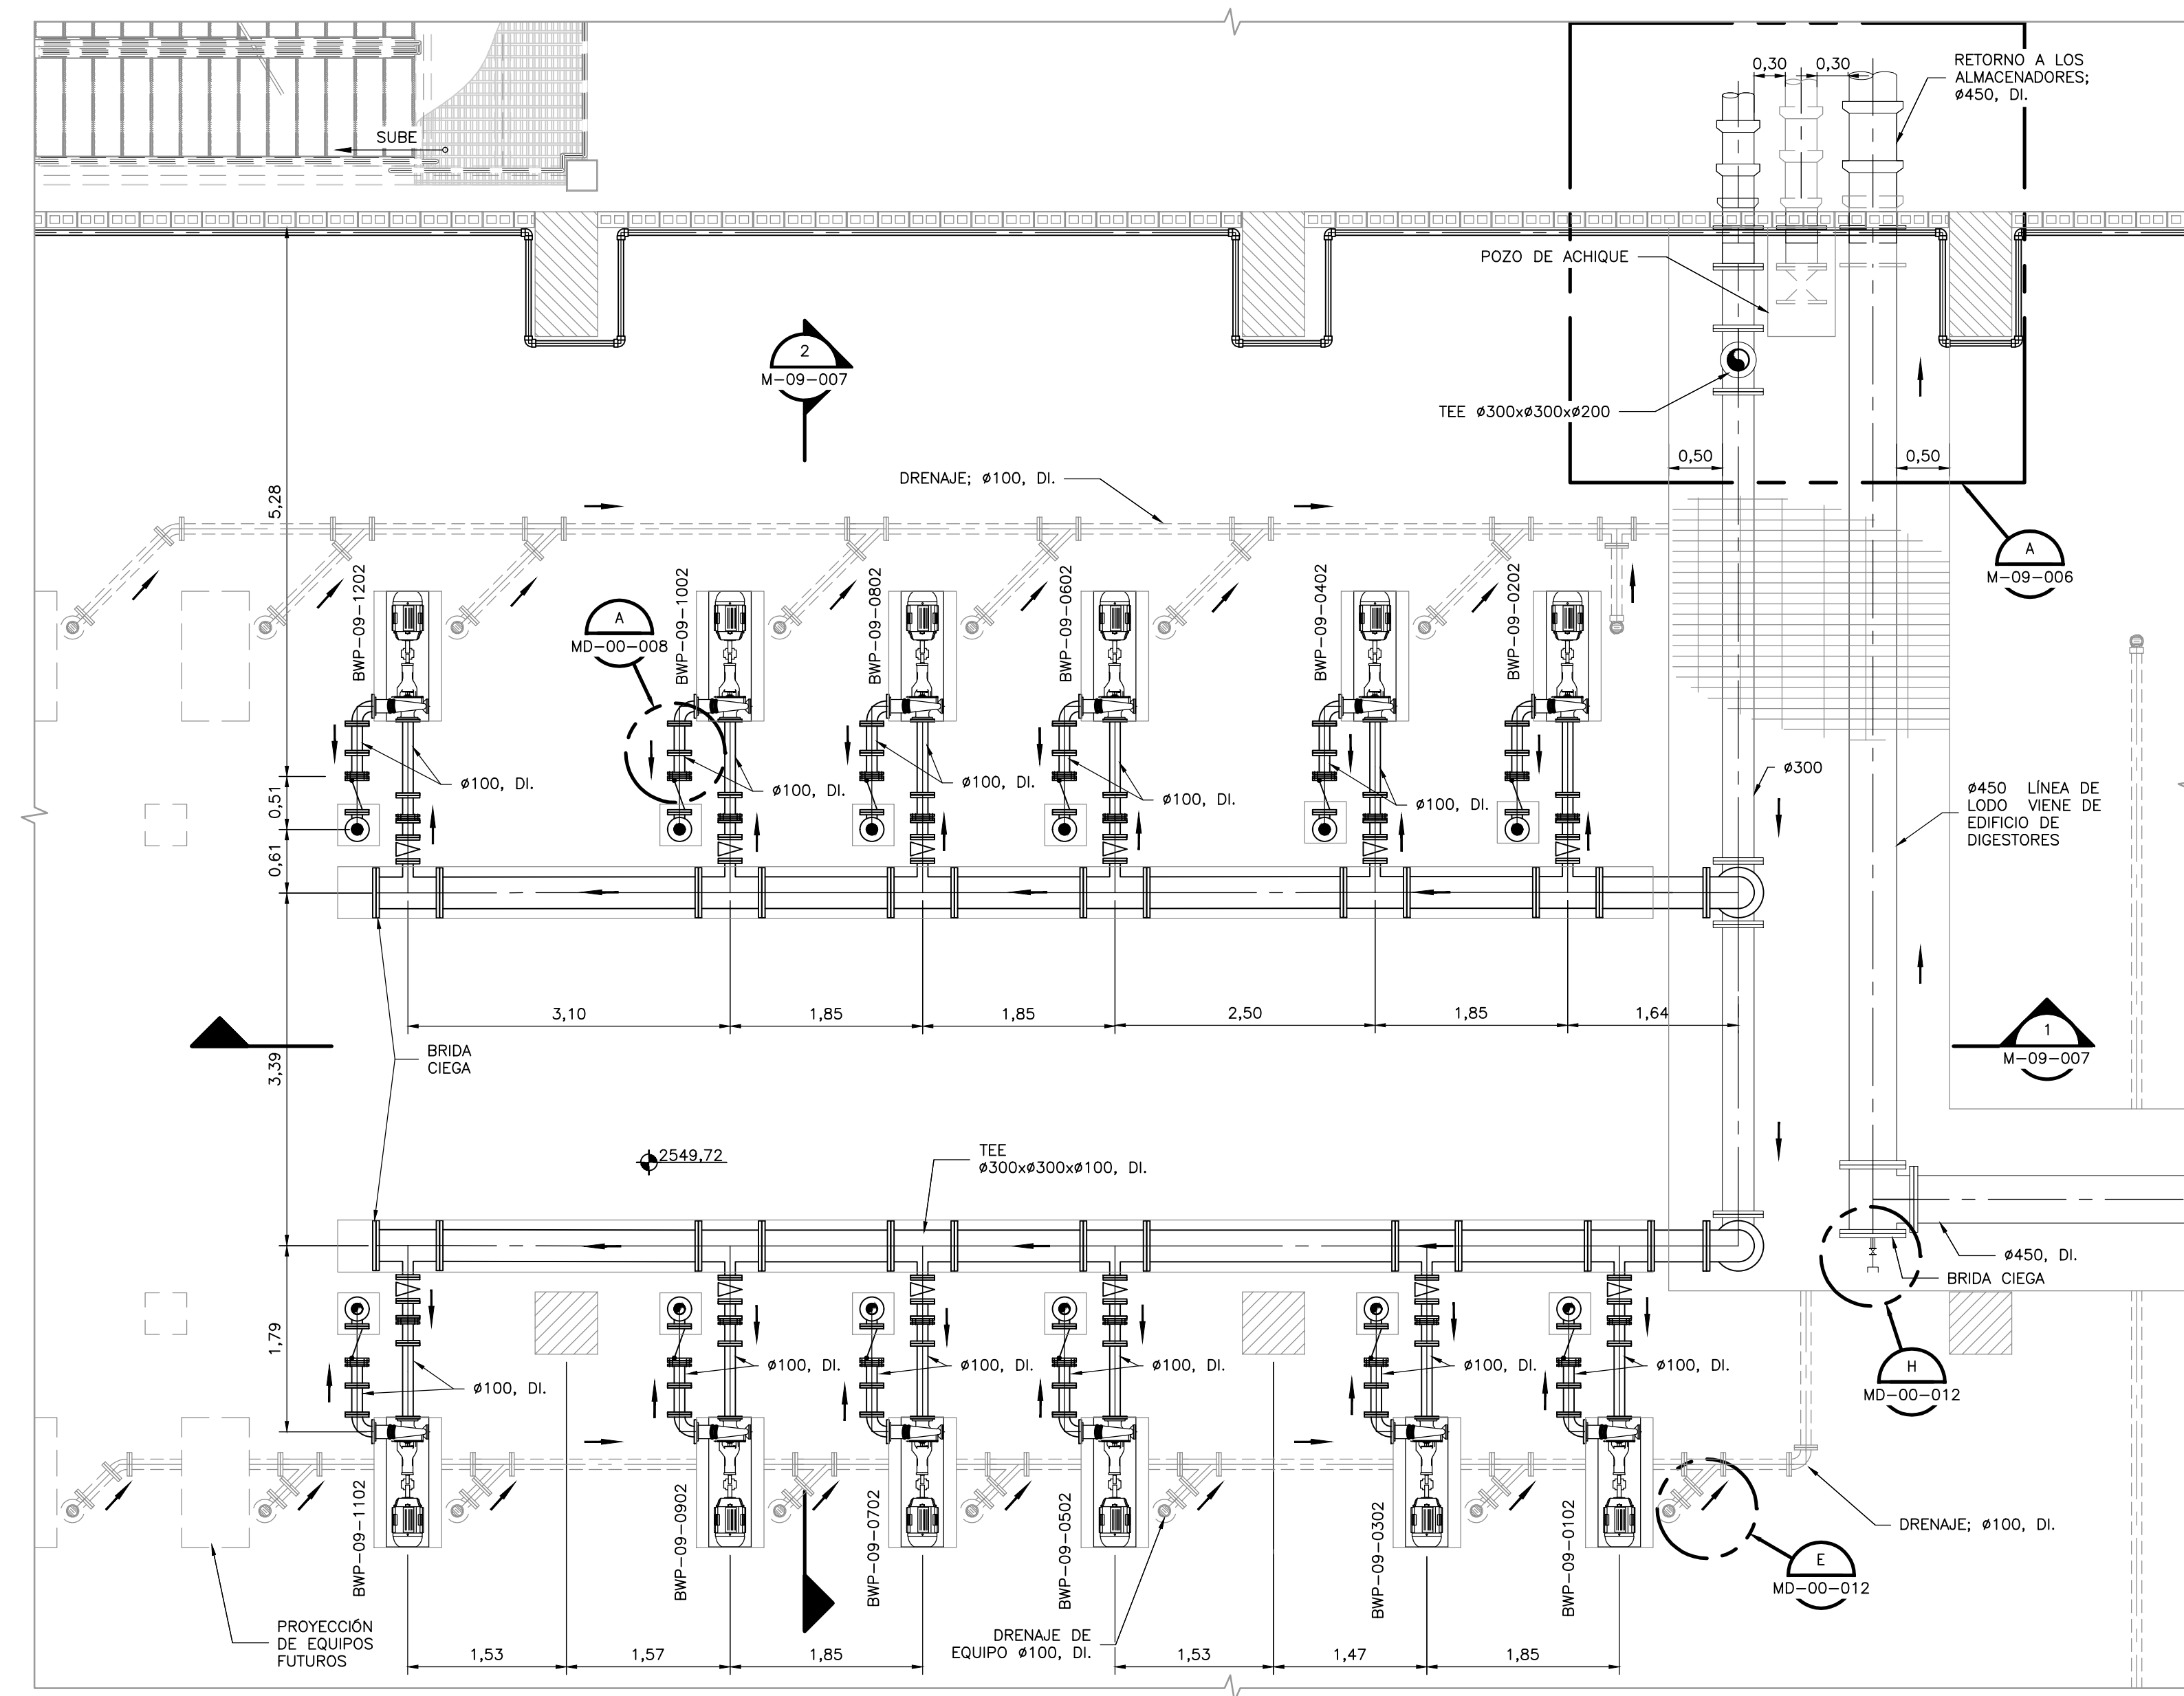 0,30
0,30
RETORNO A LOS
ALMACENADORES;
Ø450, DI.
SUBE
POZO DE ACHIQUE
2
M-09-007
TEE Ø300xØ300xØ200
0,50
0,50
DRENAJE; Ø100, DI.
5,28
A
M-09-006
BWP-09-1202
BWP-09-1002
BWP-09-0802
BWP-09-0602
BWP-09-0402
BWP-09-0202
A
MD-00-008
Ø100, DI.
Ø100, DI.
Ø100, DI.
Ø100, DI.
Ø100, DI.
Ø300
Ø450 LÍNEA DE
LODO VIENE DE
EDIFICIO DE
DIGESTORES
0,51
0,61
3,10
1,85
1,85
2,50
1,85
1,64
BRIDA
CIEGA
3,39
1
M-09-007
2549,72
TEE
Ø300xØ300xØ100, DI.
Ø450, DI.
BRIDA CIEGA
1,79
Ø100, DI.
Ø100, DI.
Ø100, DI.
Ø100, DI.
Ø100, DI.
Ø100, DI.
H
MD-00-012
BWP-09-1102
BWP-09-0902
BWP-09-0702
BWP-09-0502
BWP-09-0302
BWP-09-0102
DRENAJE; Ø100, DI.
E
MD-00-012
PROYECCIÓN
DE EQUIPOS
FUTUROS
DRENAJE DE
EQUIPO Ø100, DI.
1,53
1,57
1,85
1,53
1,47
1,85